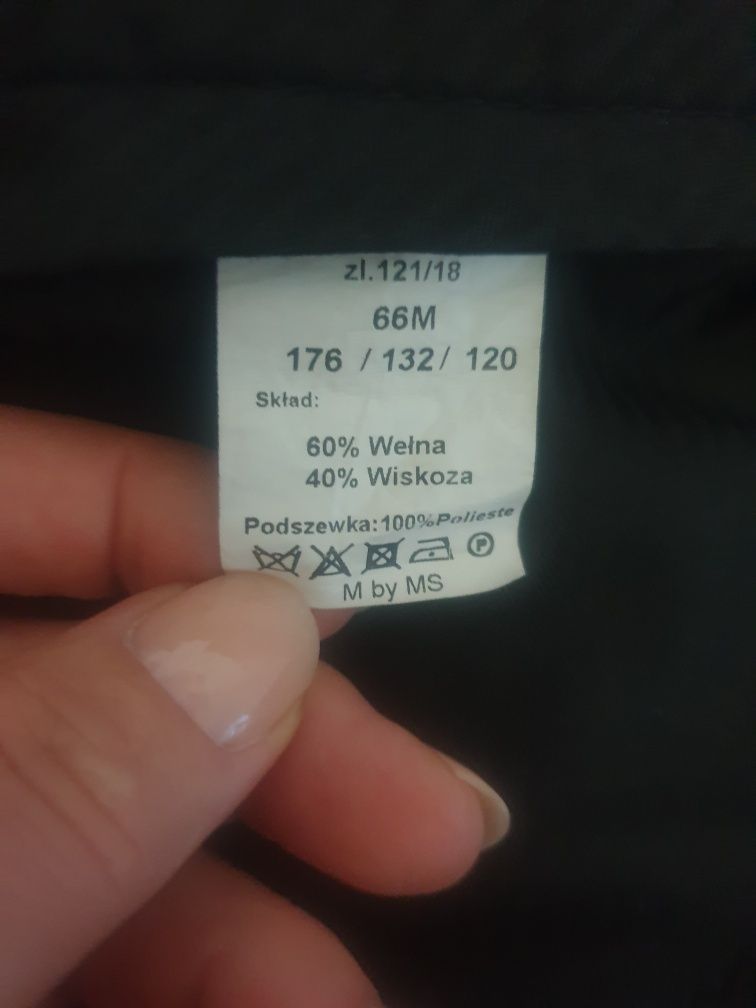 zl.121/18
66M
176 / 132/ 120
Skład:
60% Wełna
40% Wiskoza
Podszewka:100%Polieste
P
M by MS